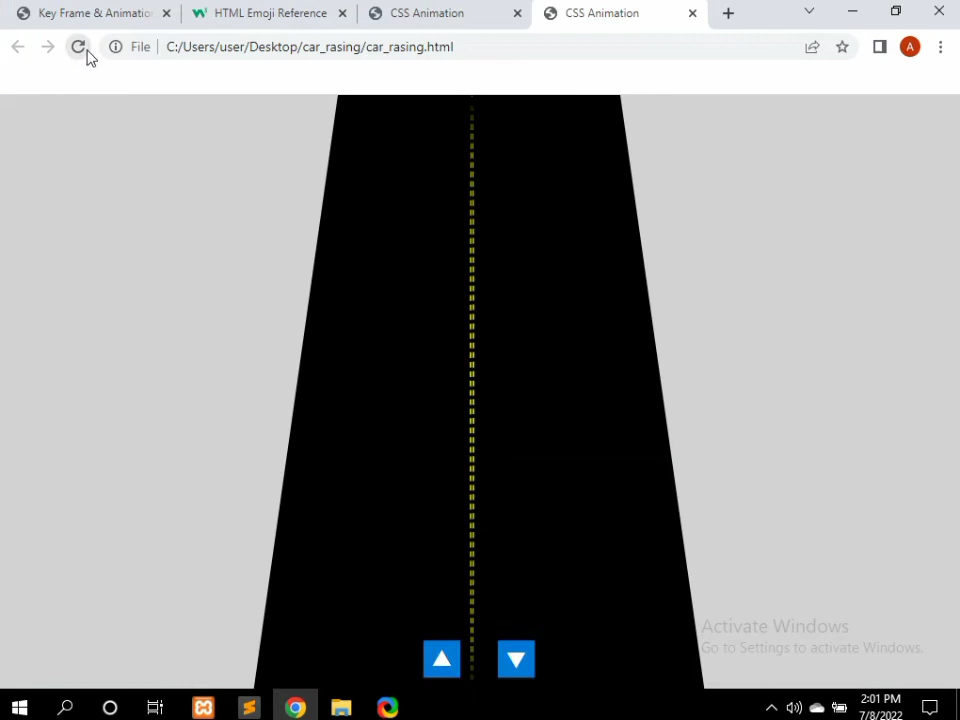 Key Frame & Animation
HTML Emoji Reference
CSS Animation
CSS Animation
File
C:/Users/user/Desktop/car_rasing/car_rasing.html
A
Activate Windows
Go to Settings to activate Windows.
2:01 PM
7/8/2022